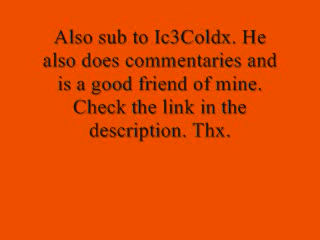 Also sub to Ic3Coldx. He
also does commentaries and
is a good friend of mine.
Check the link in the
description. Thx.